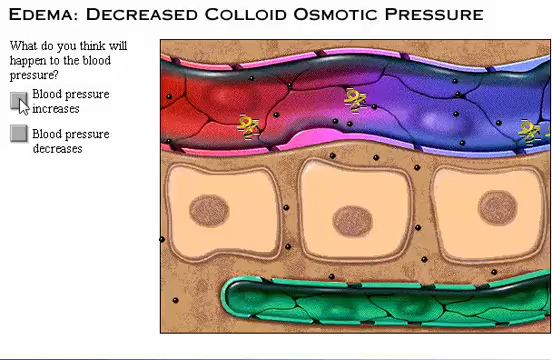 Edema: Decreased Colloid Osmotic Pressure
What do you think will
happen to the blood
pressure?
Blood pressure
increases
Blood pressure
decreases